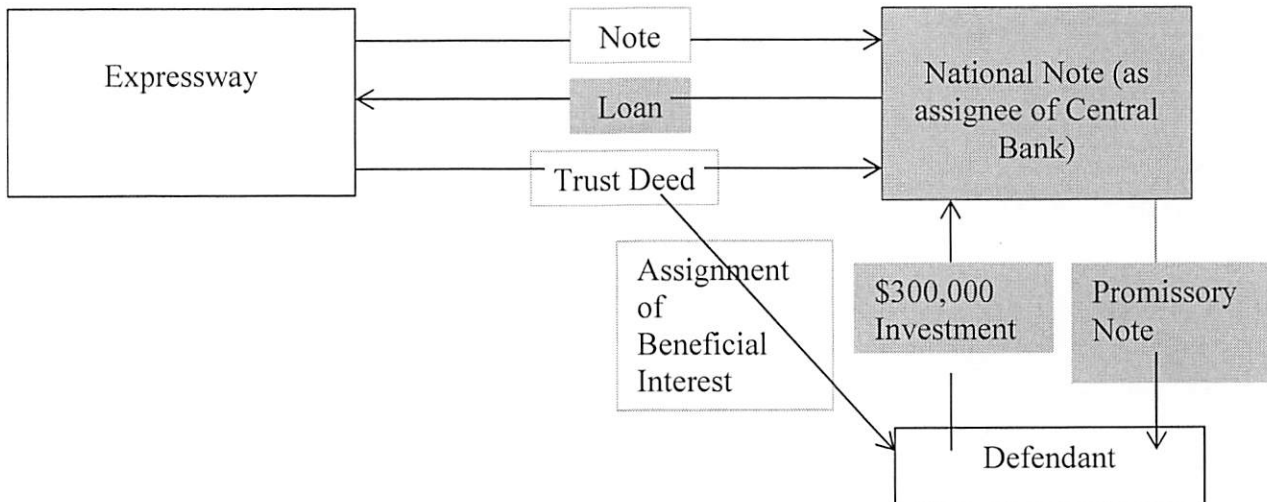 Expressway
Note
Loan
Trust Deed
National Note (as
assignee of Central
Bank)
Assignment
of
Beneficial
Interest
$300,000
Investment
Promissory
Note
Defendant